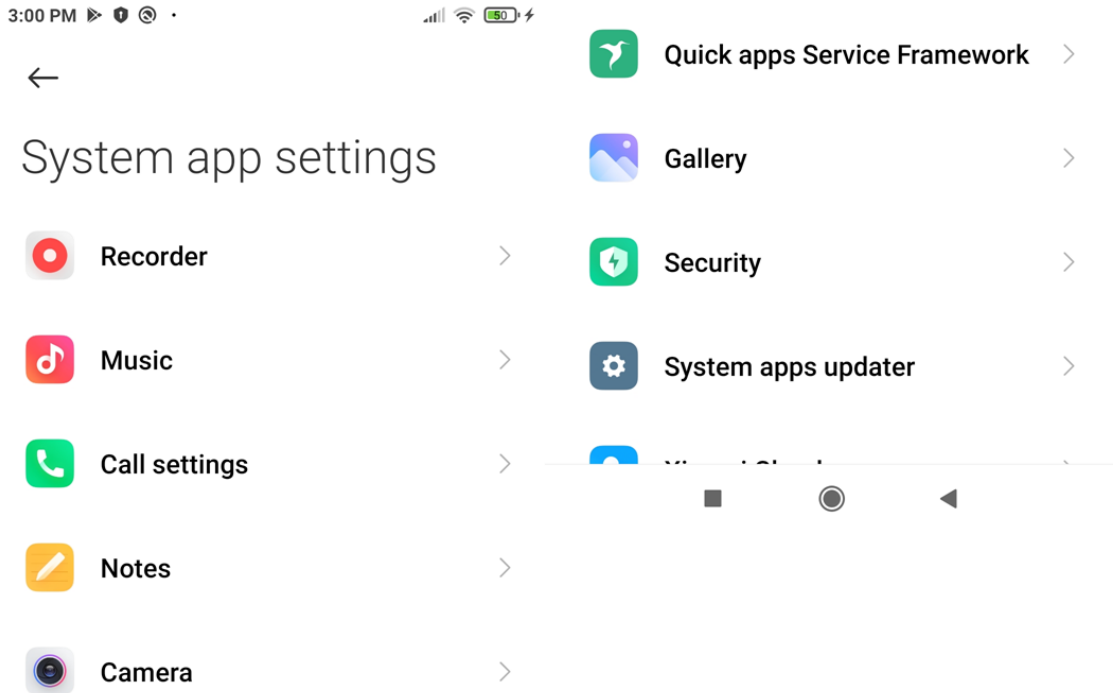 3:00 PM
50
System app settings
Recorder
Music
Call settings
Notes
Camera
Quick apps Service Framework
Gallery
Security
System apps updater